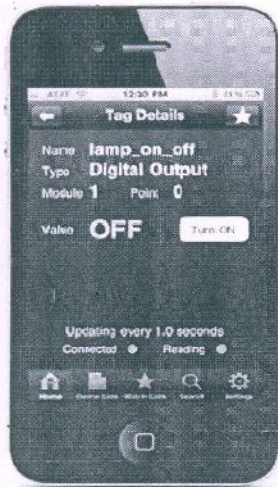 AT&T 12:30 PM
Tag Details
Name lamp_on_off
Type Digital Output
Module 1 Point 0
Value OFF Turn ON
Updating every 1.0 seconds
Connected Reading
Home Search Settings